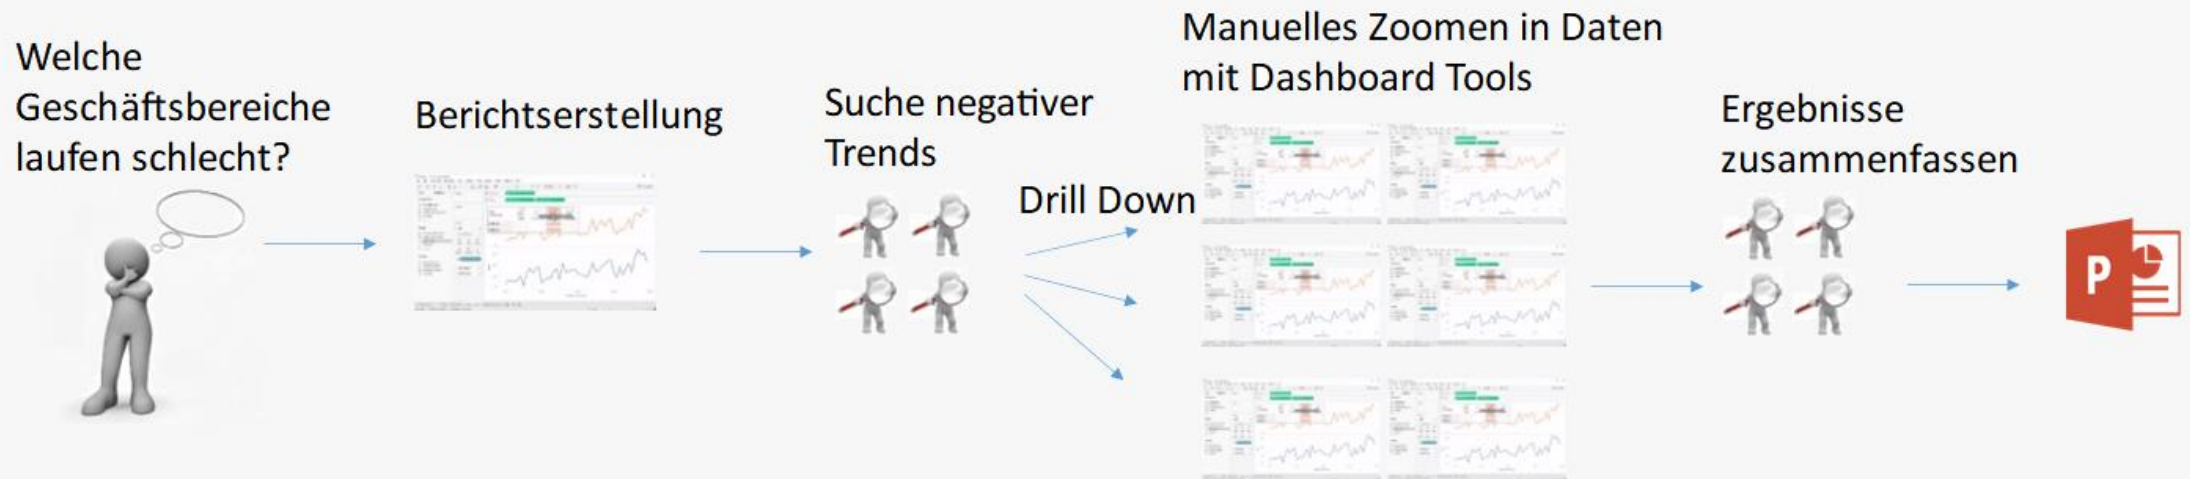 Welche
Geschäftsbereiche
laufen schlecht?
Berichtserstellung
Suche negativer
Trends
Drill Down
Manuelles Zoomen in Daten
mit Dashboard Tools
Ergebnisse
zusammenfassen
P